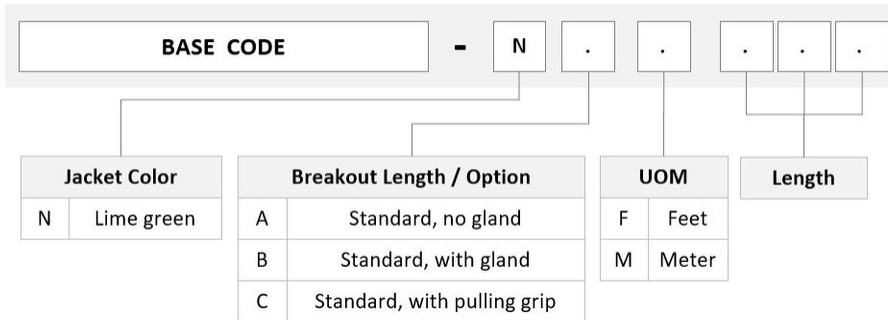 BASE CODE - N . . . . .
Jacket Color
N Lime green
Breakout Length / Option
A Standard, no gland
B Standard, with gland
C Standard, with pulling grip
UOM
F Feet
M Meter
Length